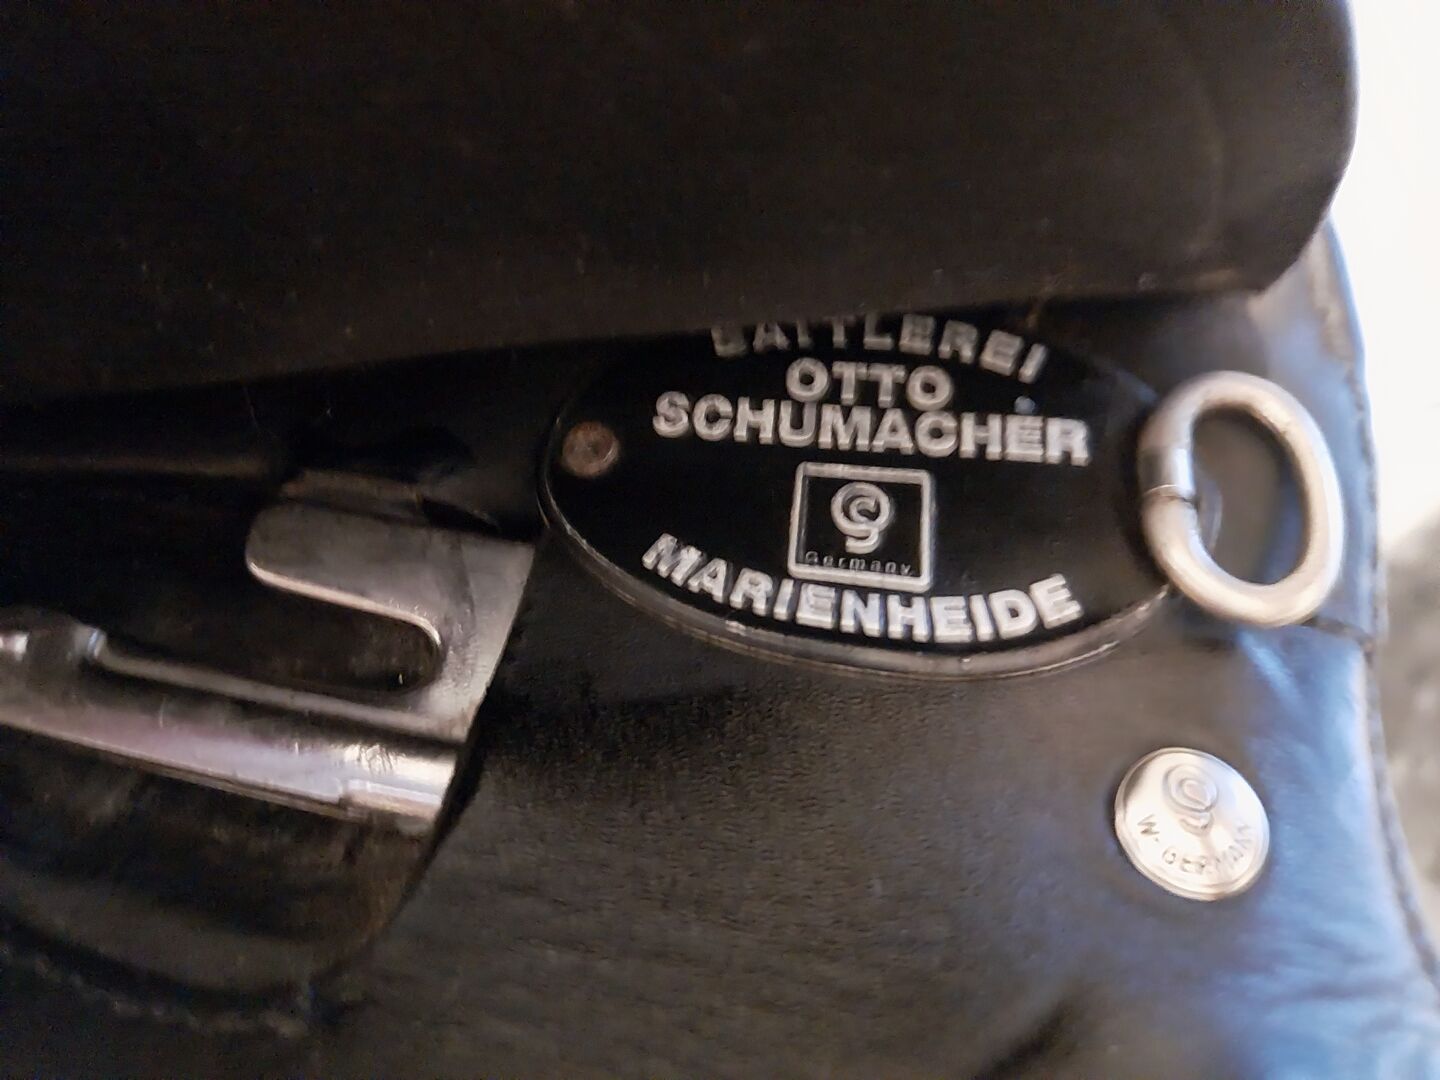 SATTLEREI
OTTO
SCHUMACHER
Germany
MARIENHEIDE
W. GERMANY